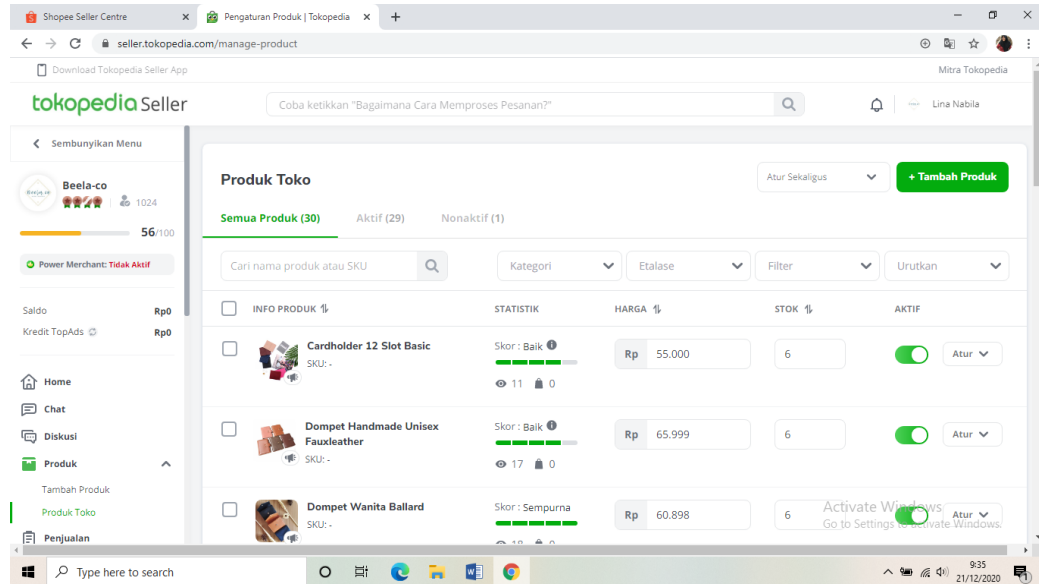 Shopee Seller Centre
Pengaturan Produk | Tokopedia
seller.tokopedia.com/manage-product
Download Tokopedia Seller App
Mitra Tokopedia
tokopedia Seller
Coba ketikkan "Bagaimana Cara Memproses Pesanan?"
Lina Nabila
Sembunyikan Menu
Beela-co
1024
56/100
Power Merchant: Tidak Aktif
Saldo Rp0
Kredit TopAds Rp0
Home
Chat
Diskusi
Produk
Tambah Produk
Produk Toko
Penjualan
Produk Toko
Atur Sekaligus
+ Tambah Produk
Semua Produk (30) Aktif (29) Nonaktif (1)
Cari nama produk atau SKU
Kategori
Etalase
Filter
Urutkan
INFO PRODUK STATISTIK HARGA STOK AKTIF
Cardholder 12 Slot Basic
SKU: -
Skor : Baik
11 0
Rp 55.000
6
Atur
Dompet Handmade Unisex
Fauxleather
SKU: -
Skor : Baik
17 0
Rp 65.999
6
Atur
Dompet Wanita Ballard
SKU: -
Skor : Sempurna
18 0
Rp 60.898
6
Atur
Activate Windows
Go to Settings to activate Windows.
Type here to search
9:35
21/12/2020